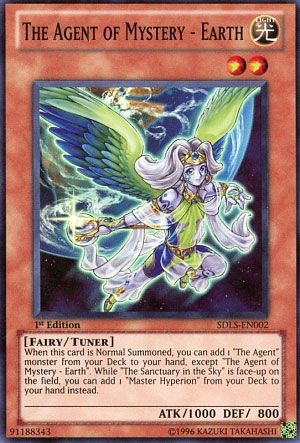 THE AGENT OF MYSTERY - EARTH
LIGHT
光
1st Edition
SDLS-EN002
[FAIRY/TUNER]
When this card is Normal Summoned, you can add 1 "The Agent"
monster from your Deck to your hand, except "The Agent of
Mystery - Earth". While "The Sanctuary in the Sky" is face-up on
the field, you can add 1 "Master Hyperion" from your Deck to
your hand instead.
ATK/1000 DEF/ 800
91188343
©1996 KAZUKI TAKAHASHI